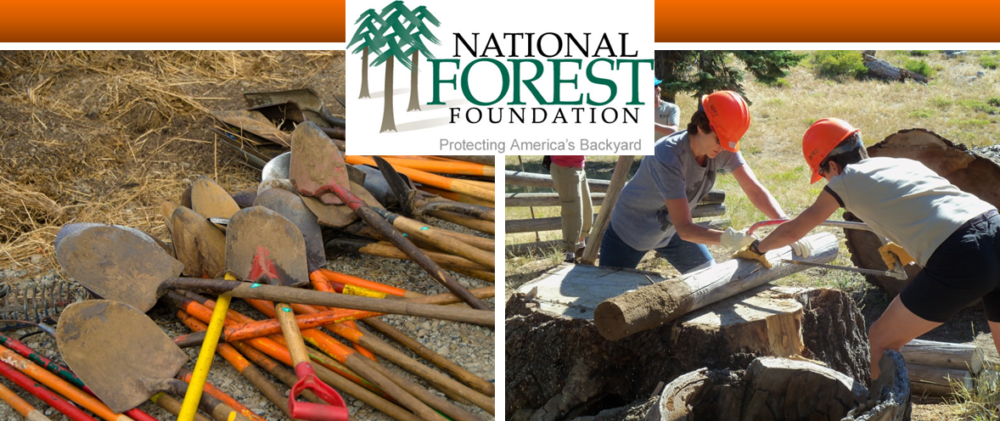 NATIONAL
FOREST
FOUNDATION
Protecting America's Backyard